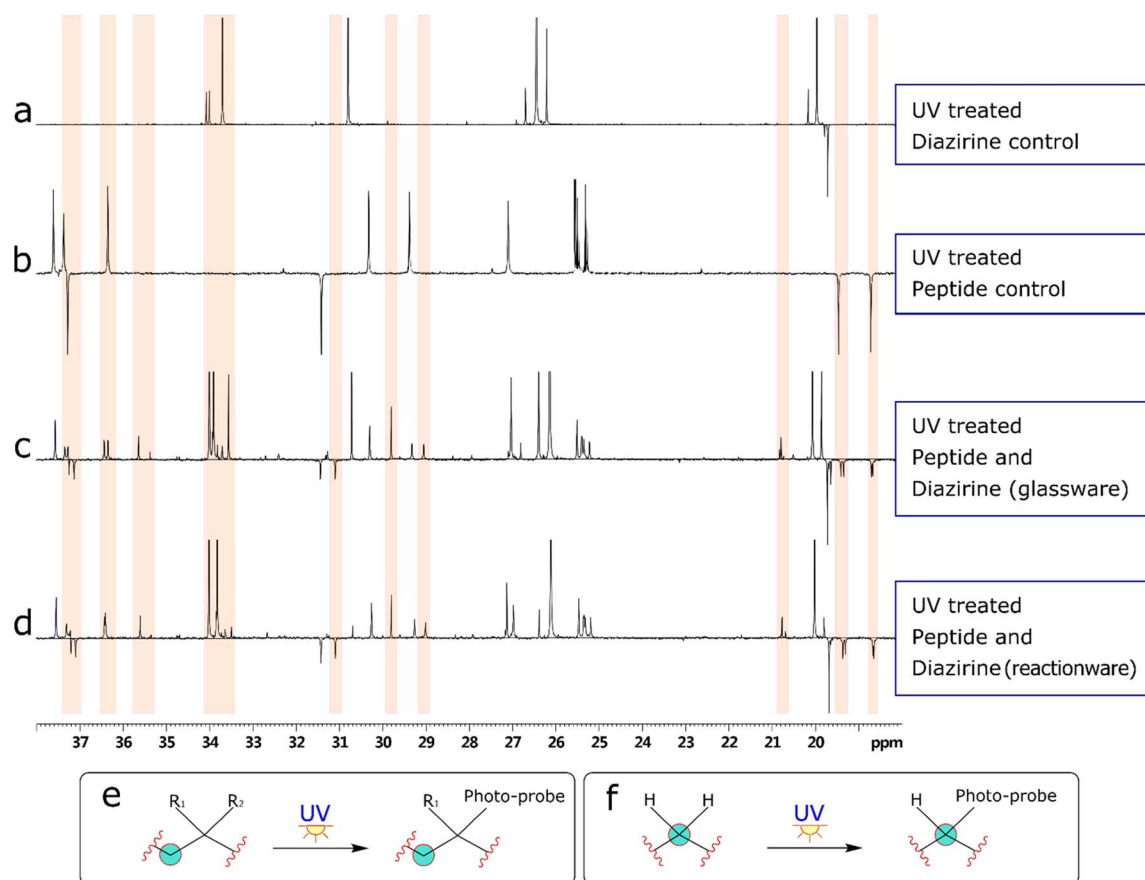 a
UV treated
Diazirine control
b
UV treated
Peptide control
c
UV treated
Peptide and
Diazirine (glassware)
d
UV treated
Peptide and
Diazirine (reactionware)
37 36 35 34 33 32 31 30 29 28 27 26 25 24 23 22 21 20 ppm
e
R1 R2 UV R1 Photo-probe
f
H H UV H Photo-probe